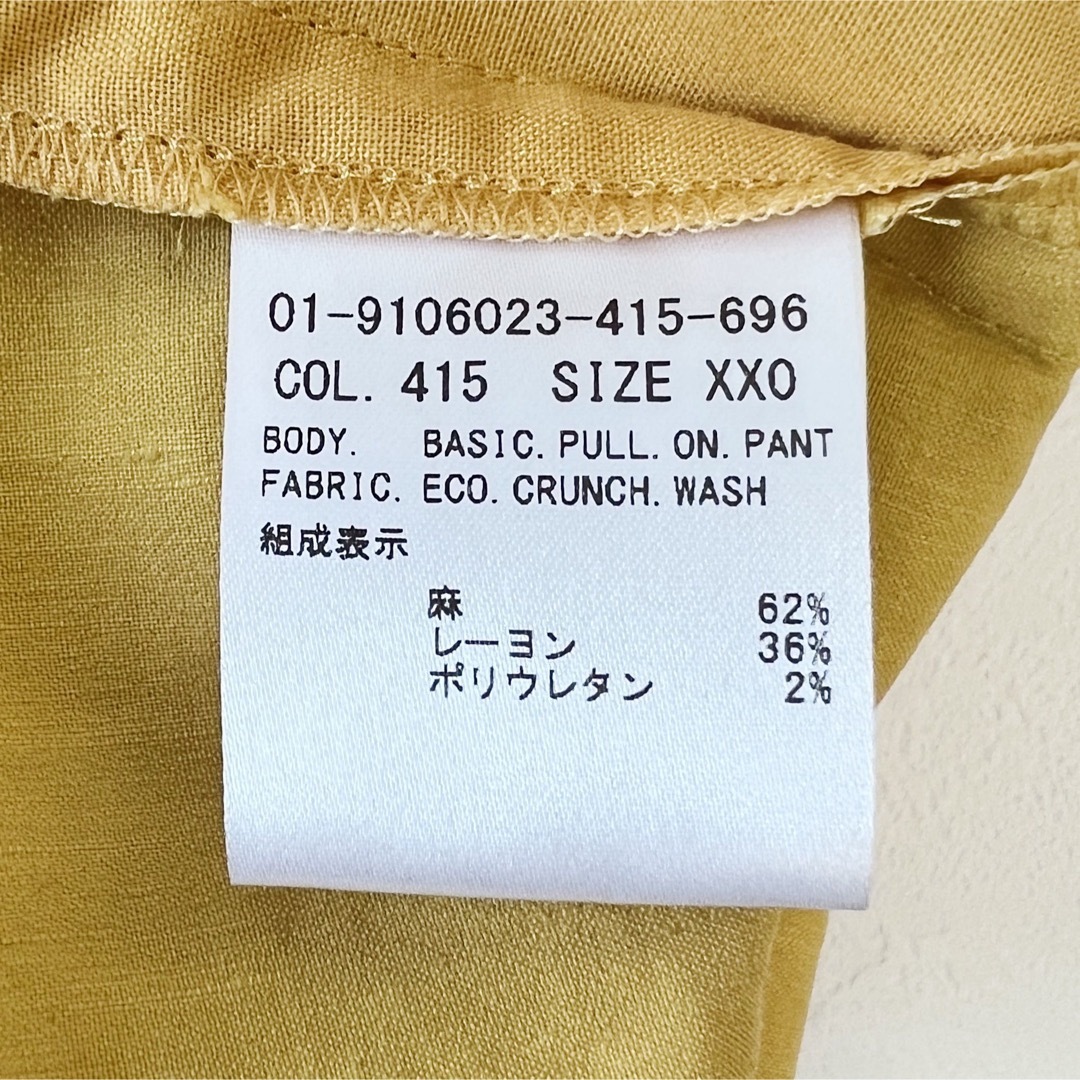 01-9106023-415-696
COL. 415 SIZE XXO
BODY. BASIC. PULL. ON. PANT
FABRIC. ECO. CRUNCH. WASH
組成表示
麻 62%
レーヨン 36%
ポリウレタン 2%